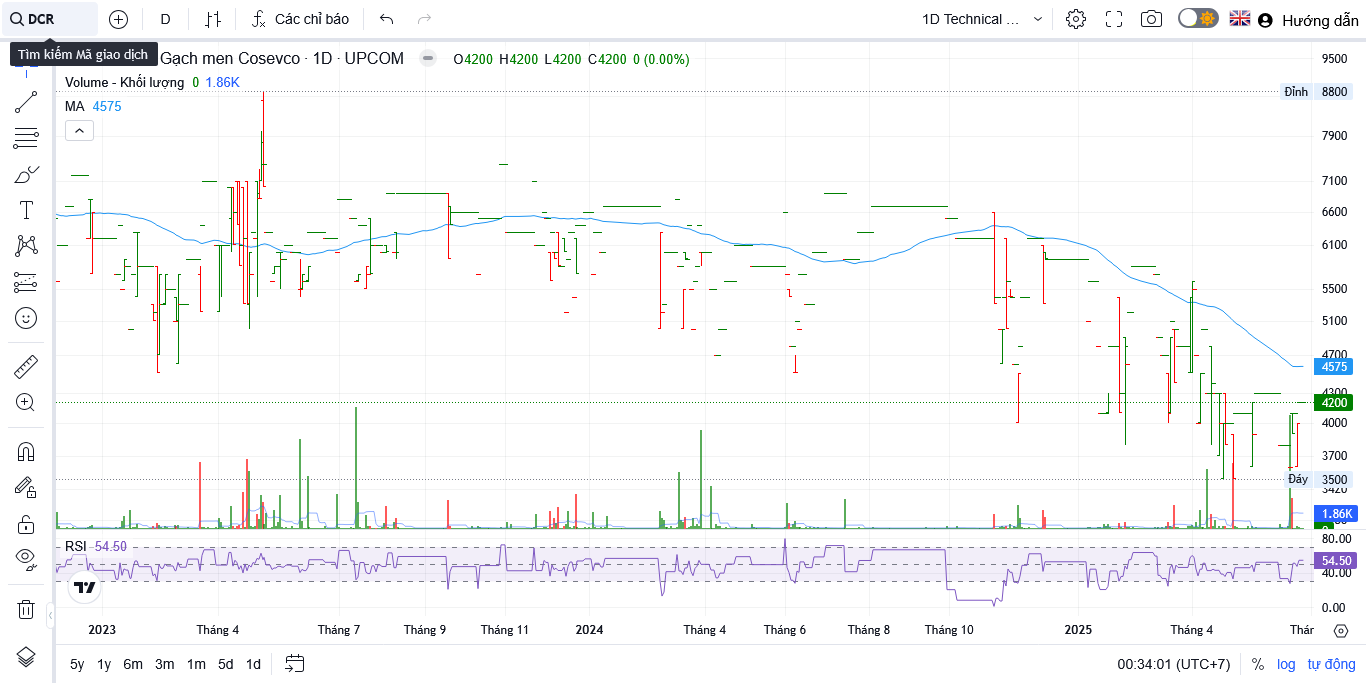 DCR D Các chỉ báo 1D Technical ... Hướng dẫn
Tìm kiếm Mã giao dịch
Gạch men Cosevco · 1D · UPCOM O4200 H4200 L4200 C4200 0 (0.00%)
Volume - Khối lượng 0 1.86K
MA 4575
9500
Đỉnh 8800
7900
7100
6600
6100
5500
5100
4700
4575
4300
4200
4000
3700
Đáy 3500
3420
1.86K
0
RSI 54.50
80.00
54.50
40.00
0.00
2023 Tháng 4 Tháng 7 Tháng 9 Tháng 11 2024 Tháng 4 Tháng 6 Tháng 8 Tháng 10 2025 Tháng 4 Thár
5y 1y 6m 3m 1m 5d 1d 00:34:01 (UTC+7) % log tự động